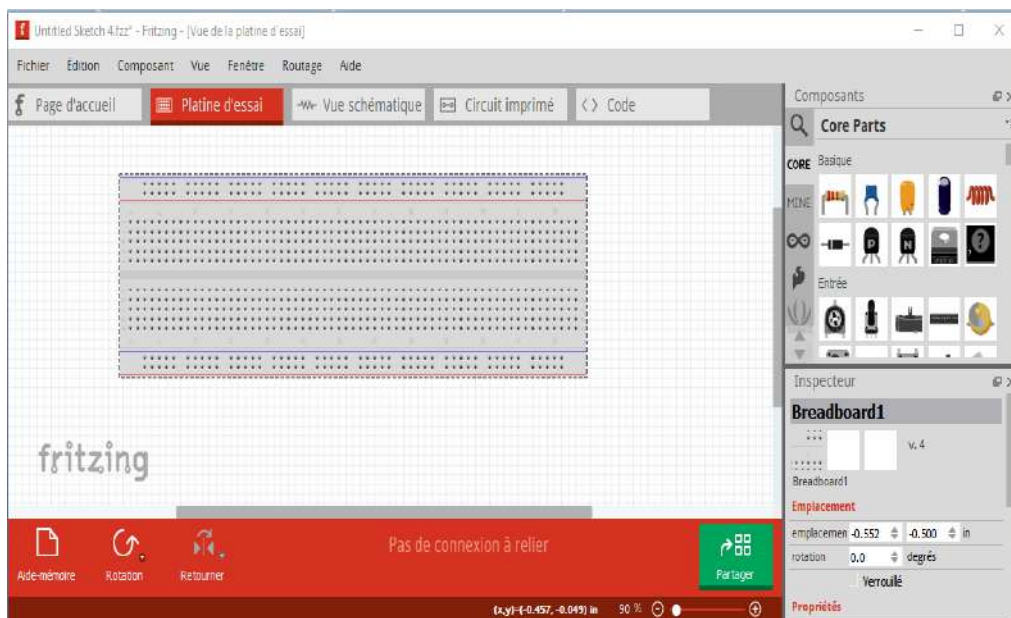 Untitled Sketch 4.fzz* - Fritzing - [Vue de la platine d'essai]
Fichier Édition Composant Vue Fenêtre Routage Aide
Page d'accueil Platine d'essai Vue schématique Circuit imprimé Code
Composants
Core Parts
CORE Basique
MINE
Entrée
fritzing
Inspecteur
Breadboard1
v. 4
Breadboard1
Emplacement
emplacemen -0.552 -0.500 in
rotation 0.0 degrés
Verrouillé
Propriétés
Pas de connexion à relier
Aide-mémoire Rotation Retourner Partager
(x,y)=(-0.457, -0.049) in 90 %